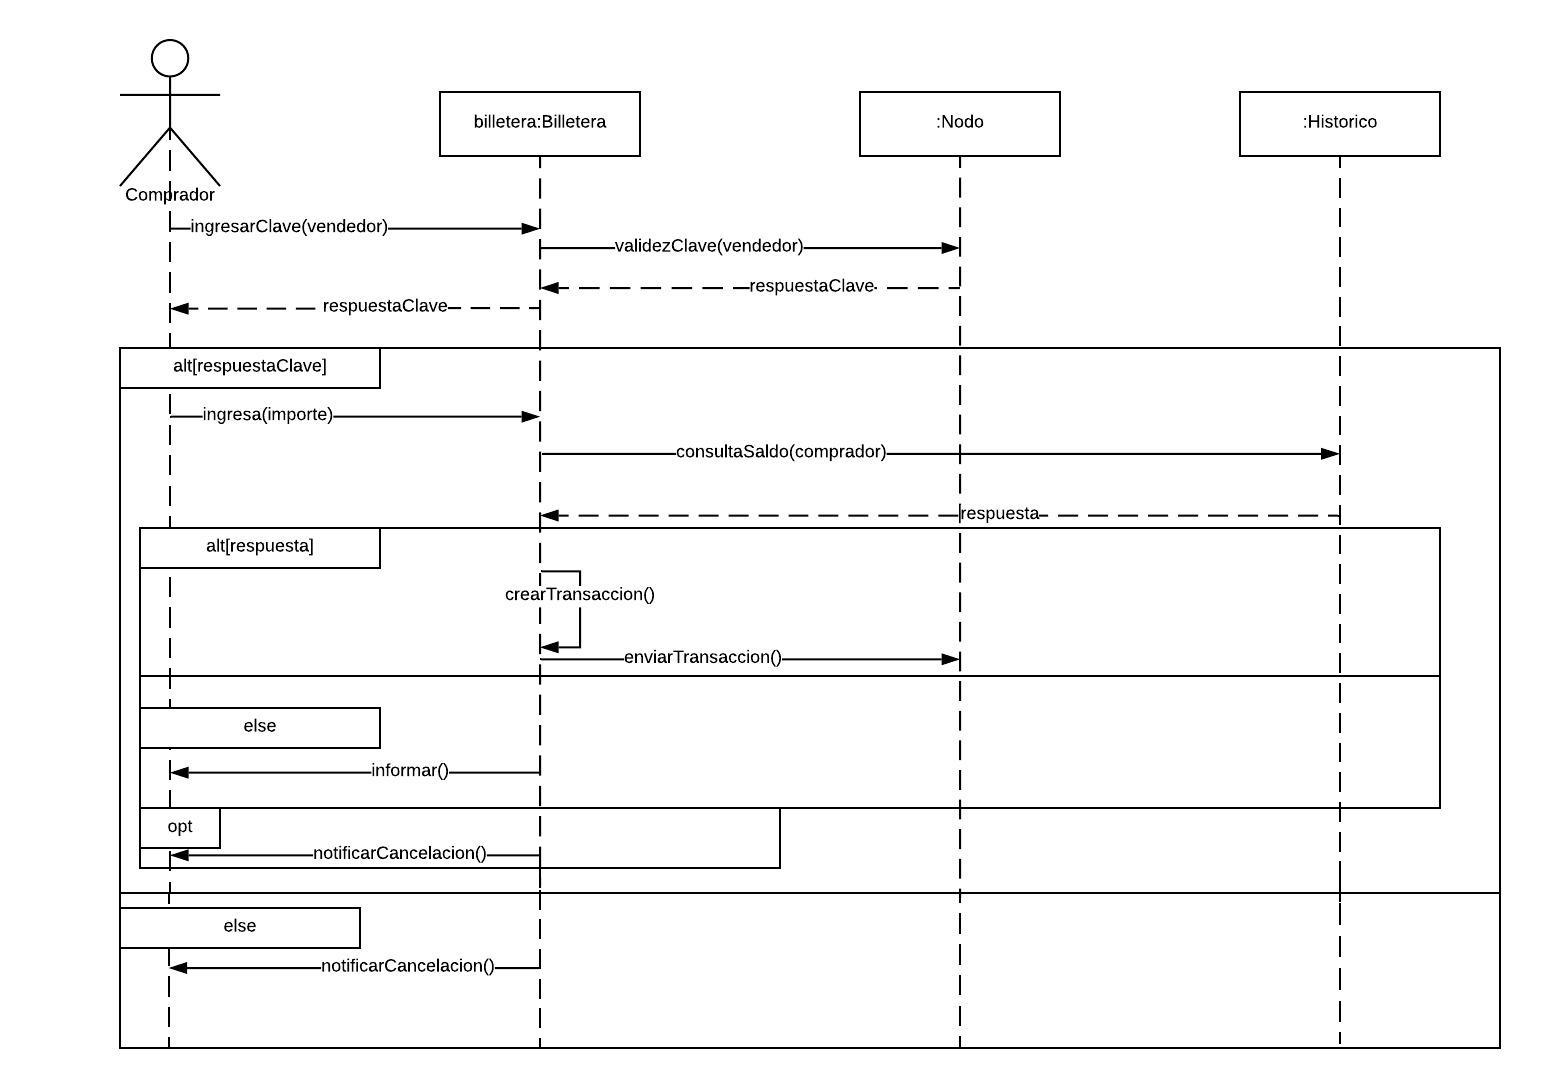 billetera:Billetera
:Nodo
:Historico
Comprador
ingresarClave(vendedor)
validezClave(vendedor)
respuestaClave
respuestaClave
alt[respuestaClave]
ingresa(importe)
consultaSaldo(comprador)
respuesta
alt[respuesta]
crearTransaccion()
enviarTransaccion()
else
informar()
opt
notificarCancelacion()
else
notificarCancelacion()